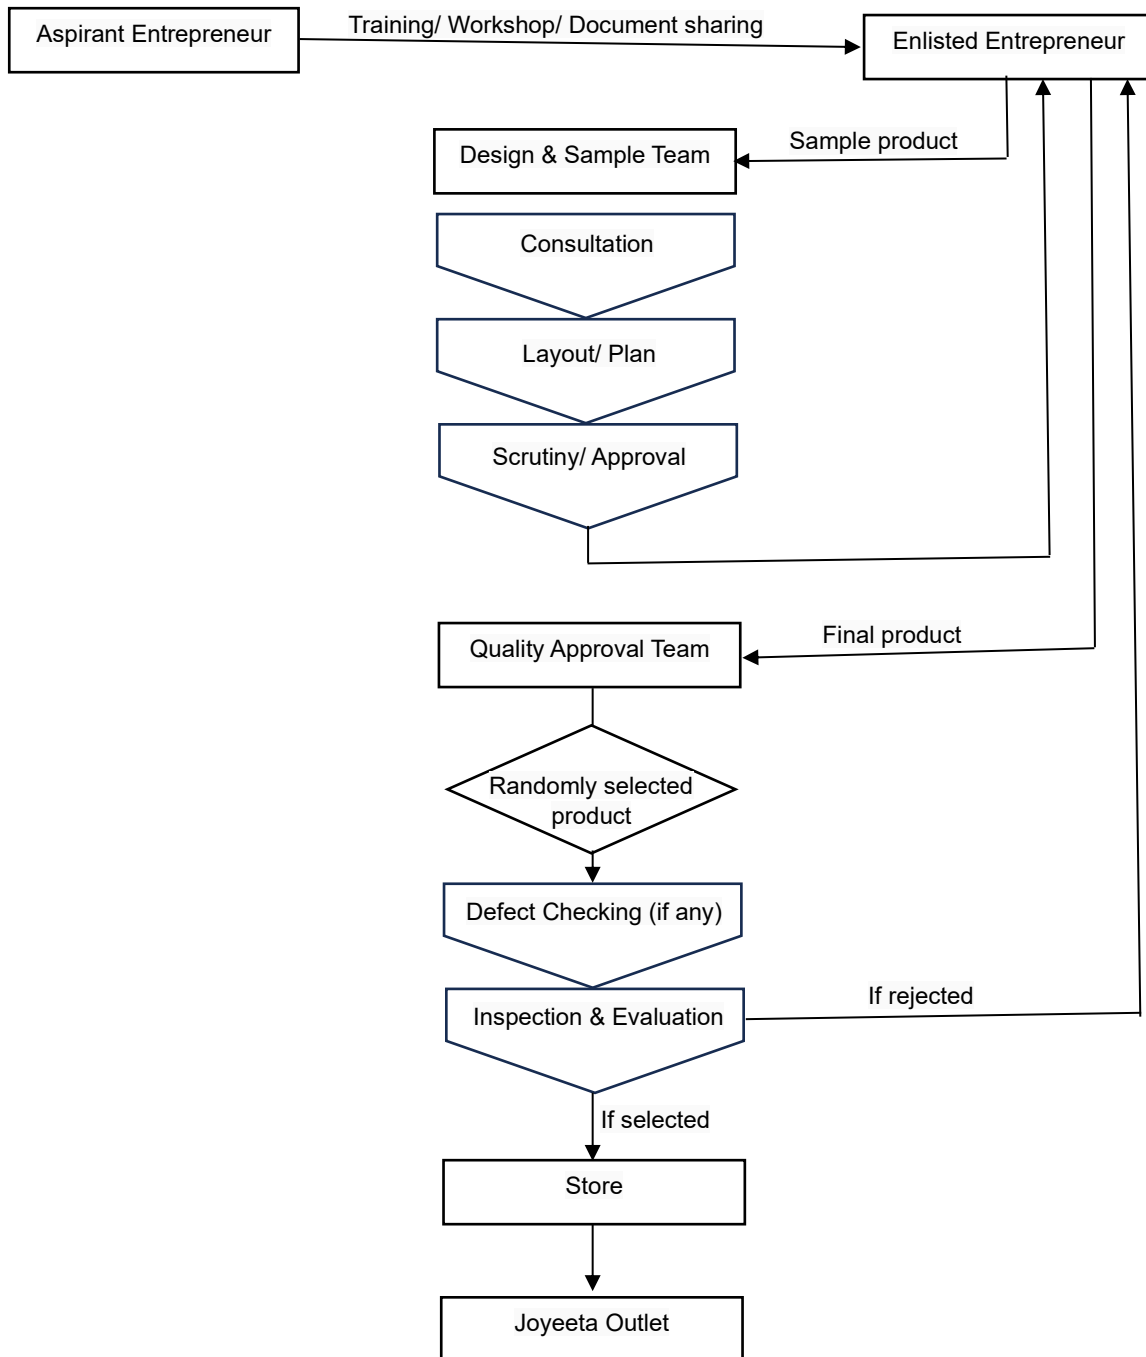 Aspirant Entrepreneur
Training/ Workshop/ Document sharing
Enlisted Entrepreneur
Design & Sample Team
Sample product
Consultation
Layout/ Plan
Scrutiny/ Approval
Quality Approval Team
Final product
Randomly selected
product
Defect Checking (if any)
Inspection & Evaluation
If rejected
If selected
Store
Joyeeta Outlet